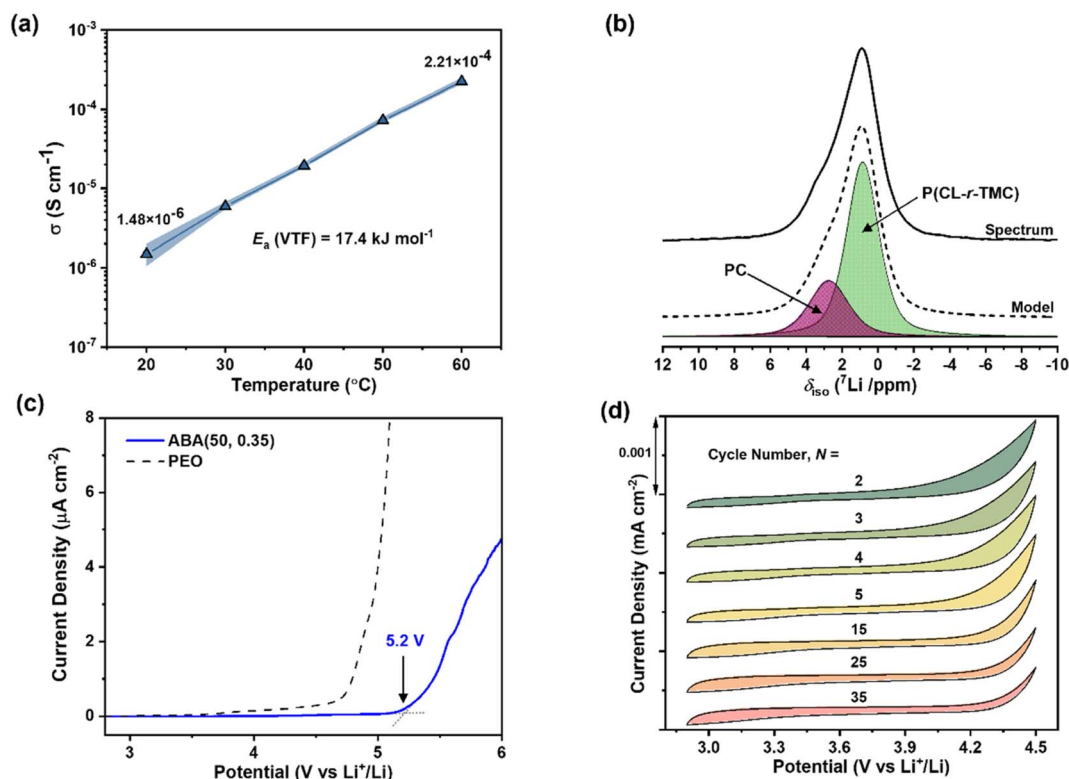 (a)
10⁻³
10⁻⁴
10⁻⁵
10⁻⁶
10⁻⁷
σ (S cm⁻¹)
2.21×10⁻⁴
1.48×10⁻⁶
Eₐ (VTF) = 17.4 kJ mol⁻¹
20 30 40 50 60
Temperature (°C)
(b)
P(CL-r-TMC)
Spectrum
PC
Model
12 10 8 6 4 2 0 -2 -4 -6 -8 -10
δiso (⁷Li /ppm)
(c)
8
6
4
2
0
Current Density (µA cm⁻²)
ABA(50, 0.35)
PEO
5.2 V
3 4 5 6
Potential (V vs Li⁺/Li)
(d)
0.001
Cycle Number, N =
2
3
4
5
15
25
35
Current Density (mA cm⁻²)
3.0 3.3 3.6 3.9 4.2 4.5
Potential (V vs Li⁺/Li)